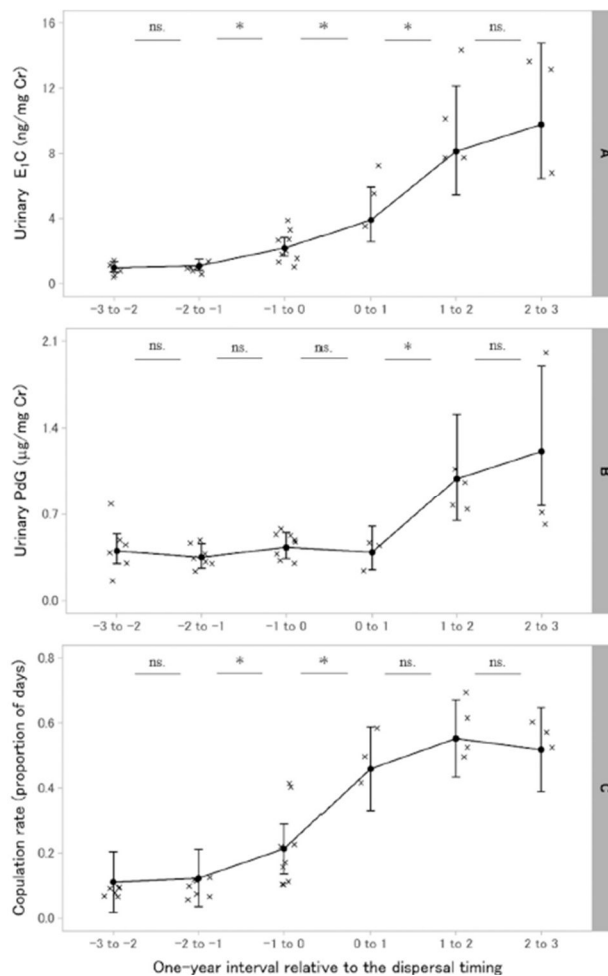 ns. * * * ns.
16
12
8
4
0
Urinary E₁C (ng/mg Cr)
A
-3 to -2 -2 to -1 -1 to 0 0 to 1 1 to 2 2 to 3
ns. ns. ns. * ns.
2.1
1.4
0.7
0.0
Urinary PdG (μg/mg Cr)
B
-3 to -2 -2 to -1 -1 to 0 0 to 1 1 to 2 2 to 3
ns. * * ns. ns.
0.8
0.6
0.4
0.2
0.0
Copulation rate (proportion of days)
C
-3 to -2 -2 to -1 -1 to 0 0 to 1 1 to 2 2 to 3
One-year interval relative to the dispersal timing